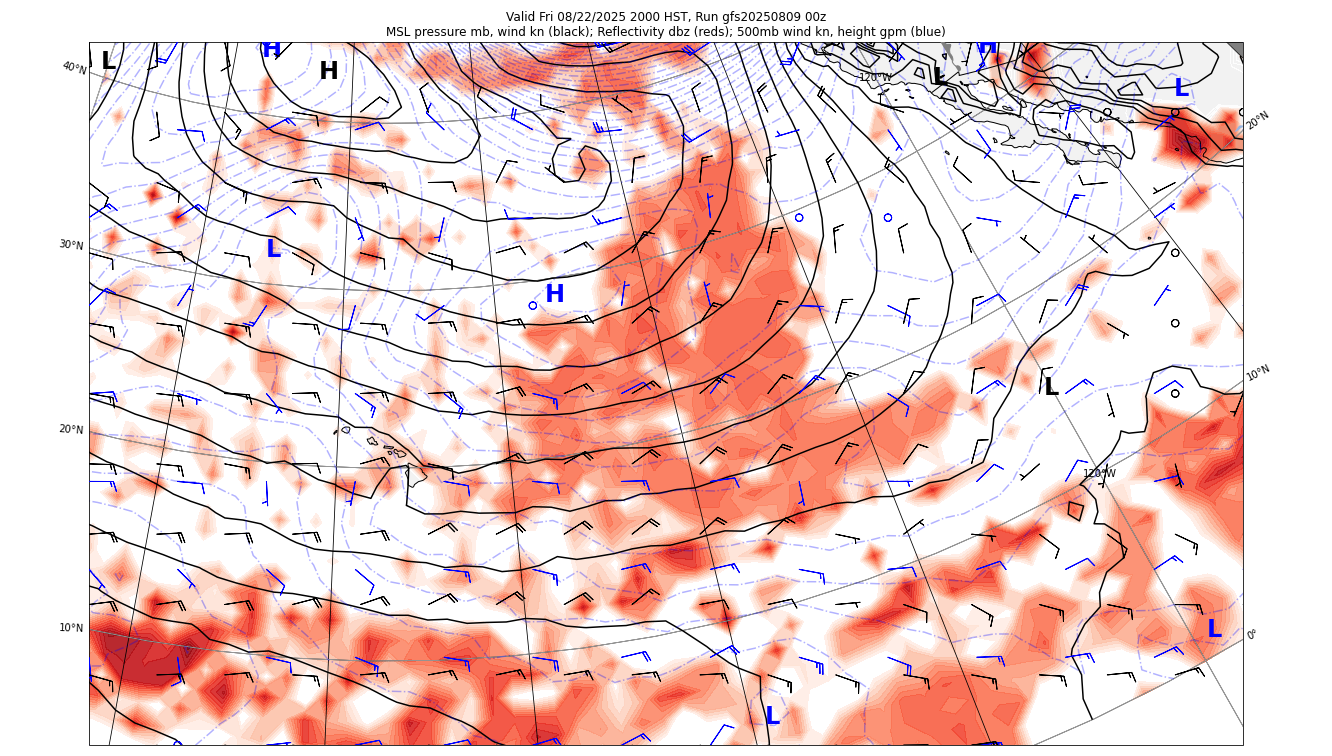 Valid Fri 08/22/2025 2000 HST, Run gfs20250809 00z
MSL pressure mb, wind kn (black); Reflectivity dbz (reds); 500mb wind kn, height gpm (blue)
H
H
L
H
L
40°N
120°W
L
20°N
30°N
L
H
10°N
L
20°N
120°W
10°N
L
0°
L